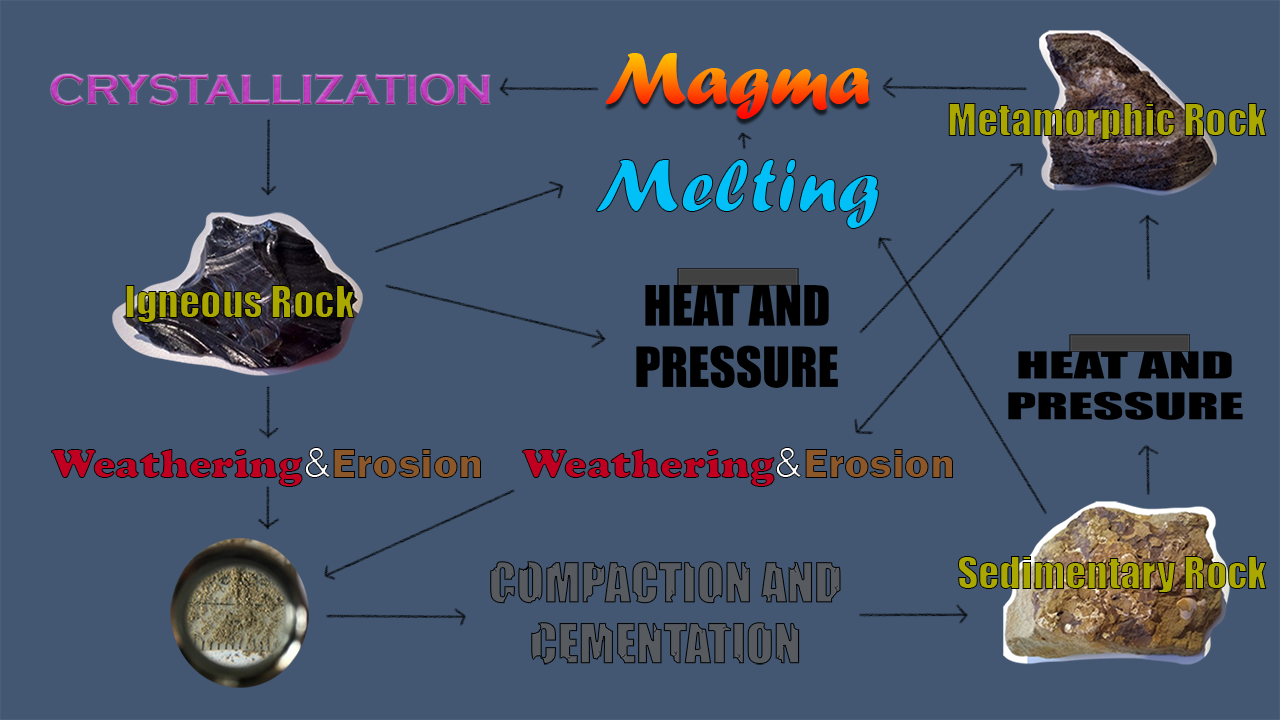 CRYSTALLIZATION
Magma
Metamorphic Rock
Melting
Igneous Rock
HEAT AND
PRESSURE
HEAT AND
PRESSURE
Weathering&Erosion
Weathering&Erosion
COMPACTION AND
CEMENTATION
Sedimentary Rock